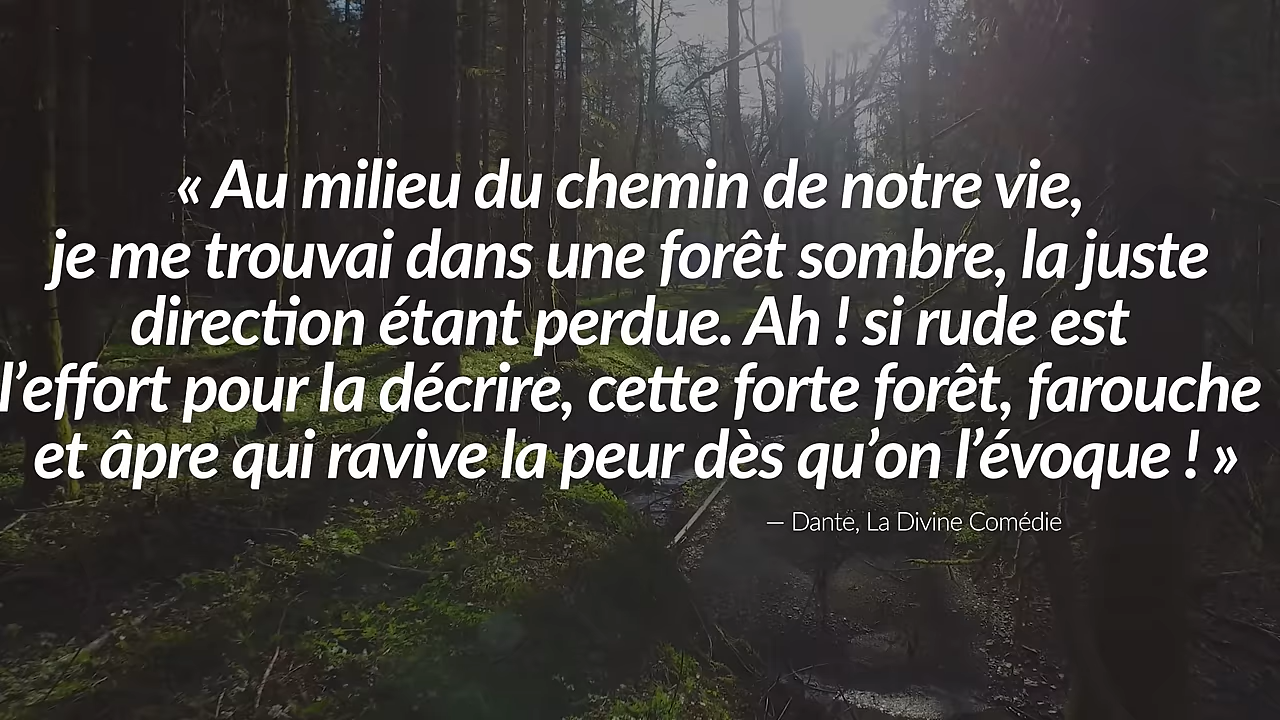 « Au milieu du chemin de notre vie,
je me trouvai dans une forêt sombre, la juste
direction étant perdue. Ah ! si rude est
l’effort pour la décrire, cette forte forêt, farouche
et âpre qui ravive la peur dès qu’on l’évoque ! »
— Dante, La Divine Comédie